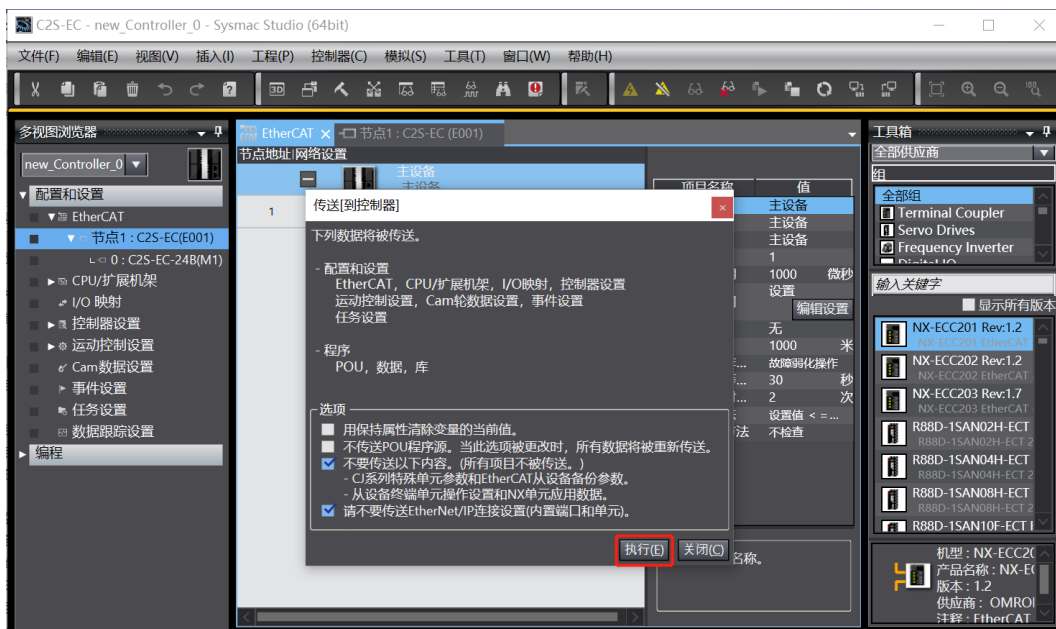 C2S-EC - new_Controller_0 - Sysmac Studio (64bit)
文件(F) 编辑(E) 视图(V) 插入(I) 工程(P) 控制器(C) 模拟(S) 工具(T) 窗口(W) 帮助(H)
多视图浏览器
new_Controller_0
配置和设置
EtherCAT
节点1 : C2S-EC(E001)
0 : C2S-EC-24B(M1)
CPU/扩展机架
I/O 映射
控制器设置
运动控制设置
Cam数据设置
事件设置
任务设置
数据跟踪设置
编程
EtherCAT
节点1 : C2S-EC (E001)
节点地址|网络设置
主设备
主设备
1
项目名称 值
主设备
主设备
主设备
1
1000 微秒
设置
编辑设置
无
1000 米
故障弱化操作
30 秒
2 次
设置值 < =...
法 不检查
名称。
传送[到控制器]
下列数据将被传送。
- 配置和设置
EtherCAT，CPU/扩展机架，I/O映射，控制器设置
运动控制设置，Cam轮数据设置，事件设置
任务设置
- 程序
POU，数据，库
选项
用保持属性清除变量的当前值。
不传送POU程序源。当此选项被更改时，所有数据将被重新传送。
不要传送以下内容。(所有项目不被传送。)
- CJ系列特殊单元参数和EtherCAT从设备备份参数。
- 从设备终端单元操作设置和NX单元应用数据。
请不要传送EtherNet/IP连接设置(内置端口和单元)。
执行(E) 关闭(C)
工具箱
全部供应商
组
全部组
Terminal Coupler
Servo Drives
Frequency Inverter
Digital IO
输入关键字
显示所有版本
NX-ECC201 Rev:1.2
NX-ECC201 EtherCAT
NX-ECC202 Rev:1.2
NX-ECC202 EtherCAT
NX-ECC203 Rev:1.7
NX-ECC203 EtherCAT
R88D-1SAN02H-ECT
R88D-1SAN02H-ECT 2
R88D-1SAN04H-ECT
R88D-1SAN04H-ECT 2
R88D-1SAN08H-ECT
R88D-1SAN08H-ECT 2
R88D-1SAN10F-ECT
机型 : NX-ECC20
产品名称 : NX-E
版本 : 1.2
供应商 : OMRO
注释 : EtherCAT